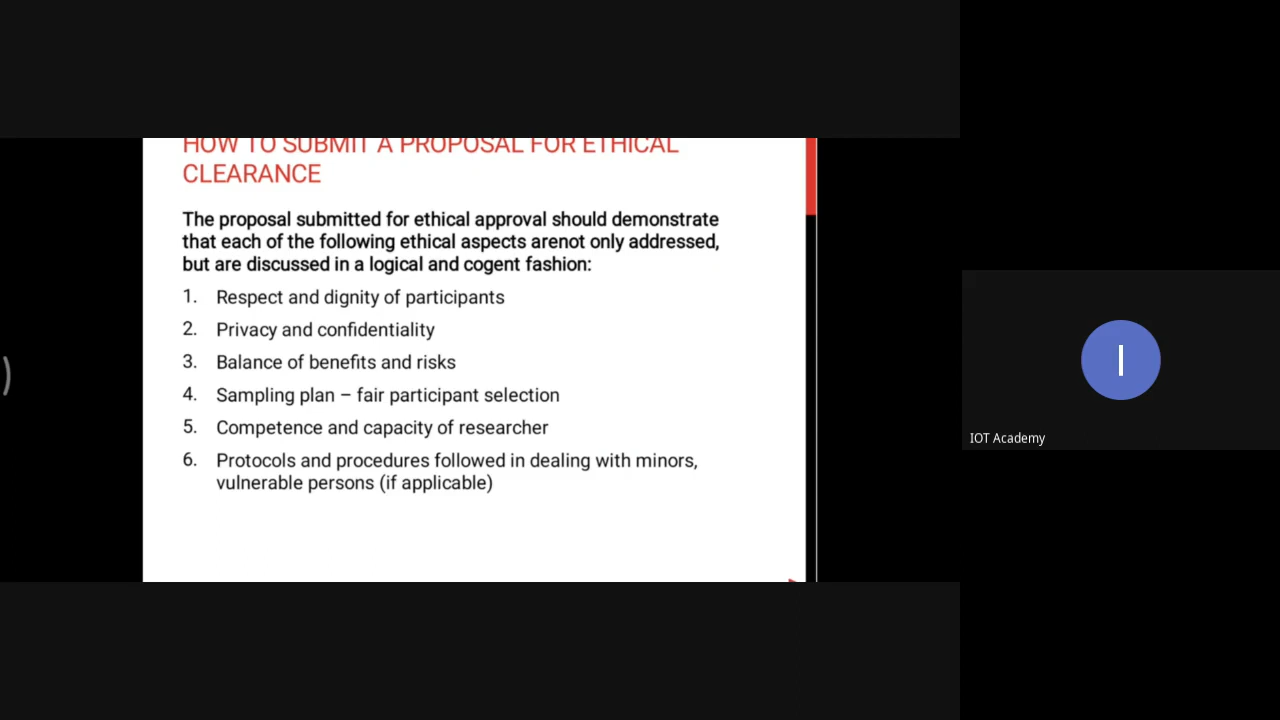 HOW TO SUBMIT A PROPOSAL FOR ETHICAL
CLEARANCE
The proposal submitted for ethical approval should demonstrate
that each of the following ethical aspects arenot only addressed,
but are discussed in a logical and cogent fashion:
1. Respect and dignity of participants
2. Privacy and confidentiality
3. Balance of benefits and risks
4. Sampling plan – fair participant selection
5. Competence and capacity of researcher
6. Protocols and procedures followed in dealing with minors,
vulnerable persons (if applicable)
I
IOT Academy